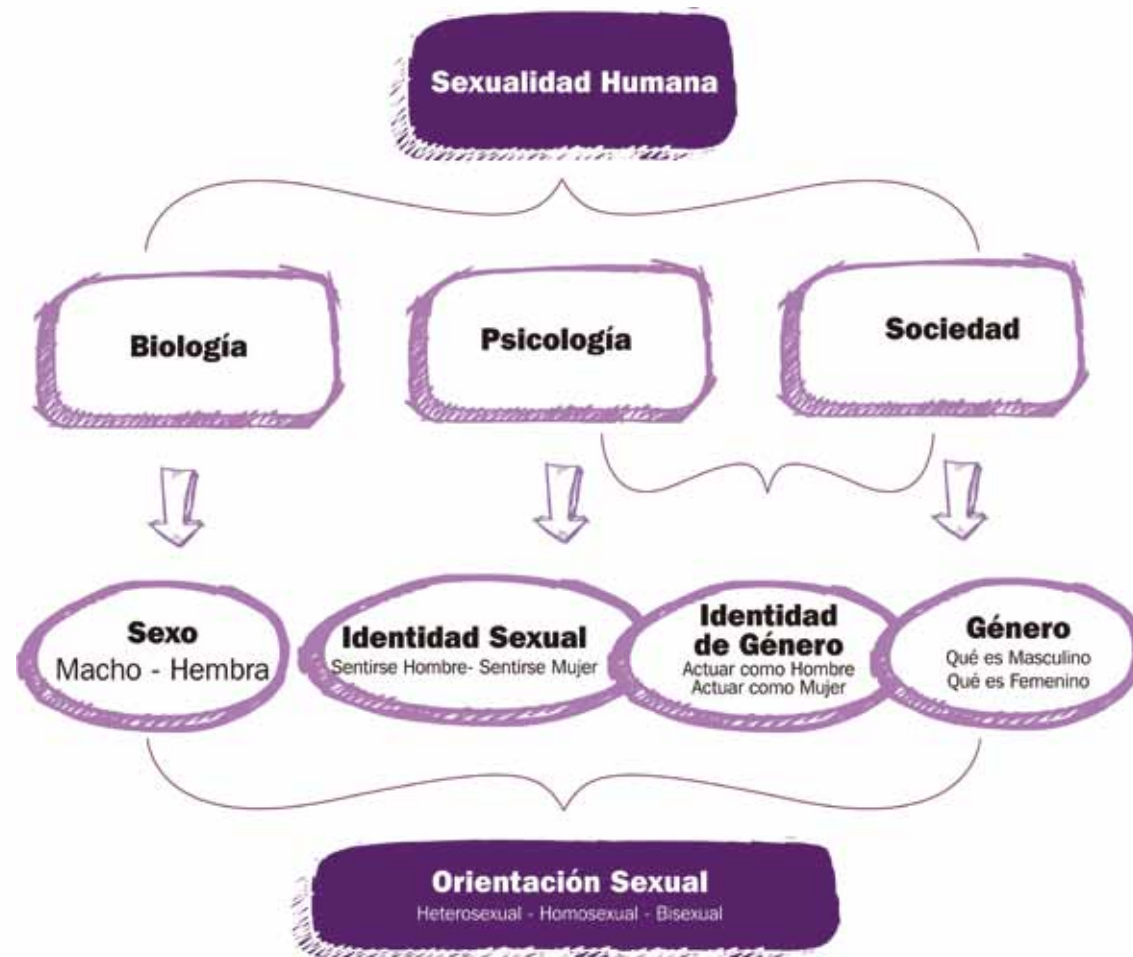 Sexualidad Humana
Biología
Psicología
Sociedad
Sexo
Macho - Hembra
Identidad Sexual
Sentirse Hombre- Sentirse Mujer
Identidad
de Género
Actuar como Hombre
Actuar como Mujer
Género
Qué es Masculino
Qué es Femenino
Orientación Sexual
Heterosexual - Homosexual - Bisexual